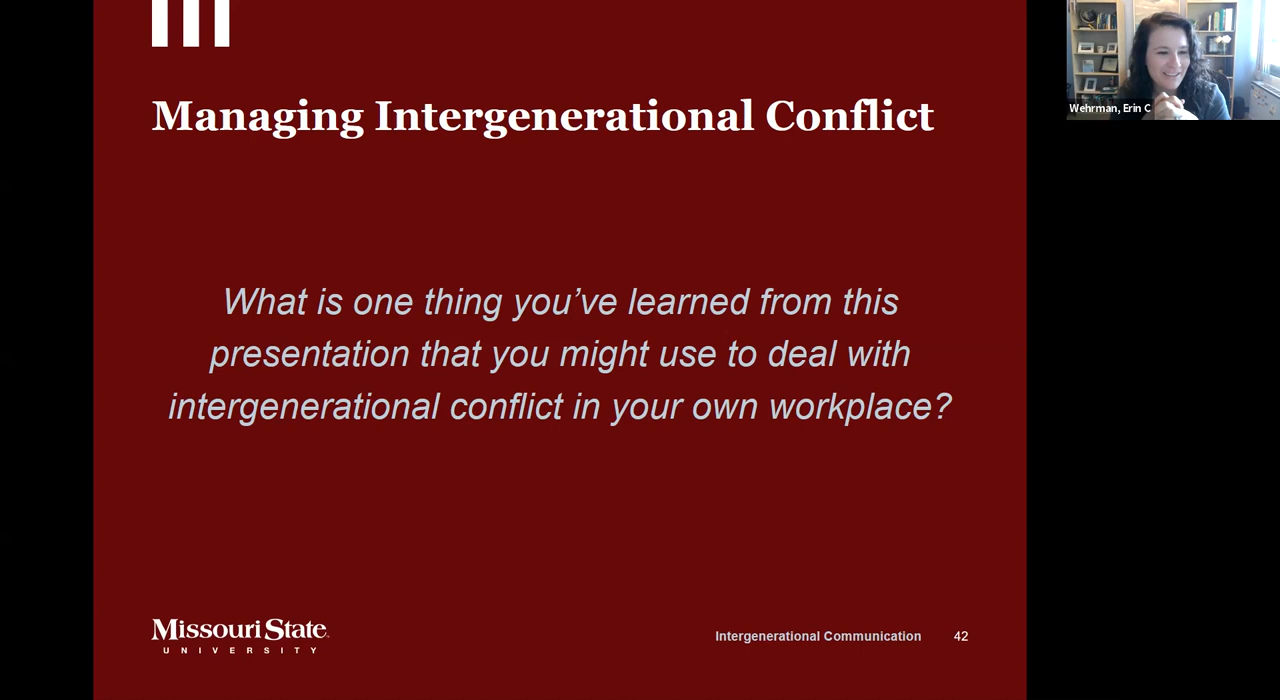 Managing Intergenerational Conflict
What is one thing you’ve learned from this
presentation that you might use to deal with
intergenerational conflict in your own workplace?
Missouri State
UNIVERSITY
Intergenerational Communication 42
Wehrman, Erin C